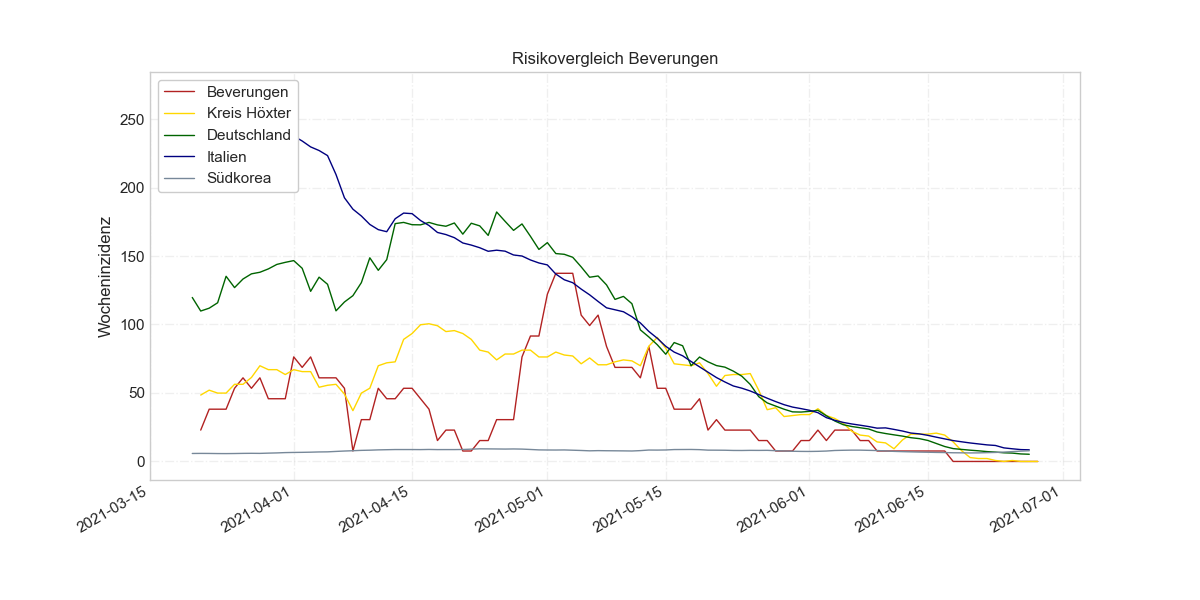 Risikovergleich Beverungen
Beverungen
Kreis Höxter
Deutschland
Italien
Südkorea
Wocheninzidenz
250
200
150
100
50
0
2021-03-15
2021-04-01
2021-04-15
2021-05-01
2021-05-15
2021-06-01
2021-06-15
2021-07-01